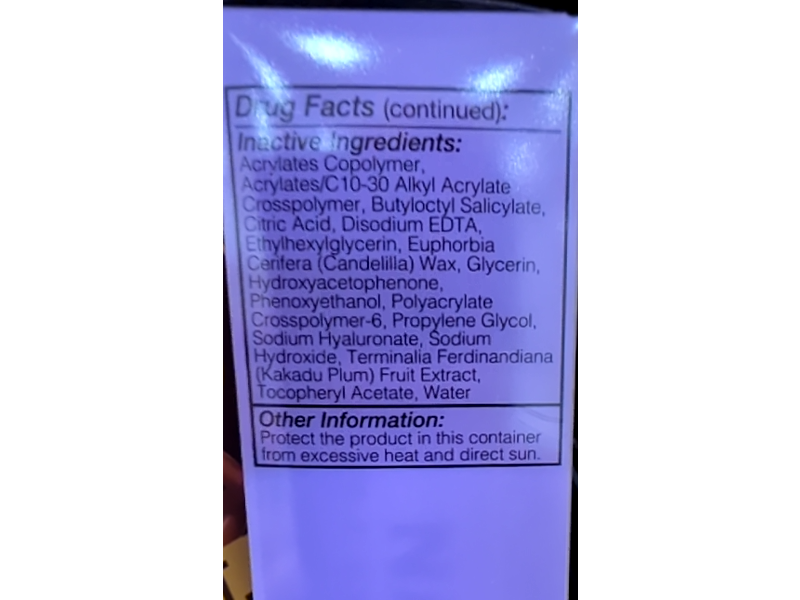 Drug Facts (continued):
Inactive Ingredients:
Acrylates Copolymer,
Acrylates/C10-30 Alkyl Acrylate
Crosspolymer, Butyloctyl Salicylate,
Citric Acid, Disodium EDTA,
Ethylhexylglycerin, Euphorbia
Cerifera (Candelilla) Wax, Glycerin,
Hydroxyacetophenone,
Phenoxyethanol, Polyacrylate
Crosspolymer-6, Propylene Glycol,
Sodium Hyaluronate, Sodium
Hydroxide, Terminalia Ferdinandiana
(Kakadu Plum) Fruit Extract,
Tocopheryl Acetate, Water
Other Information:
Protect the product in this container
from excessive heat and direct sun.